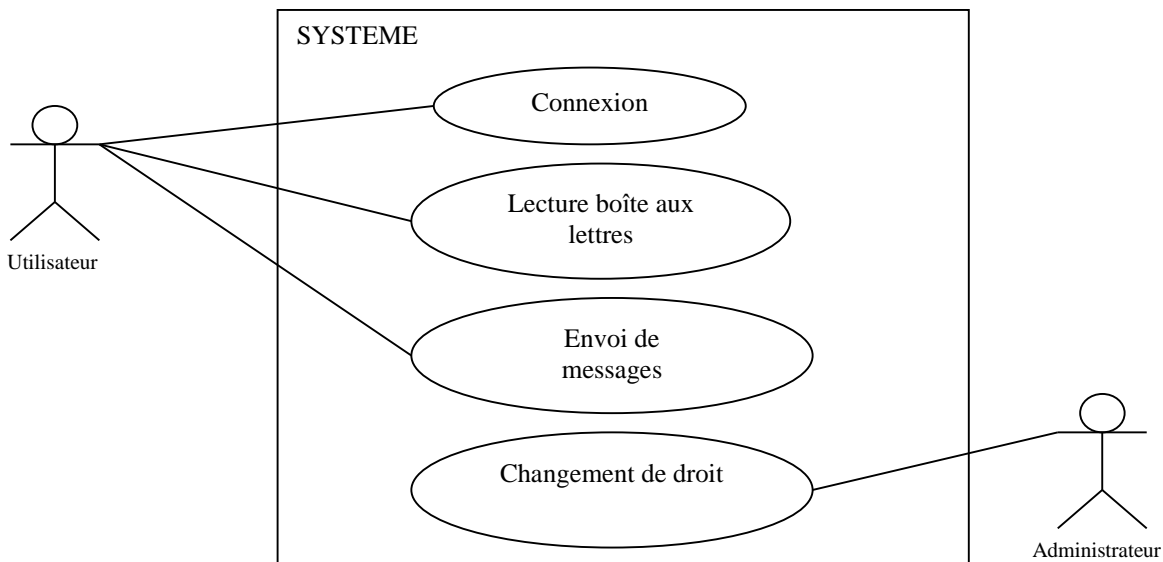 SYSTEME
Connexion
Lecture boîte aux
lettres
Utilisateur
Envoi de
messages
Changement de droit
Administrateur